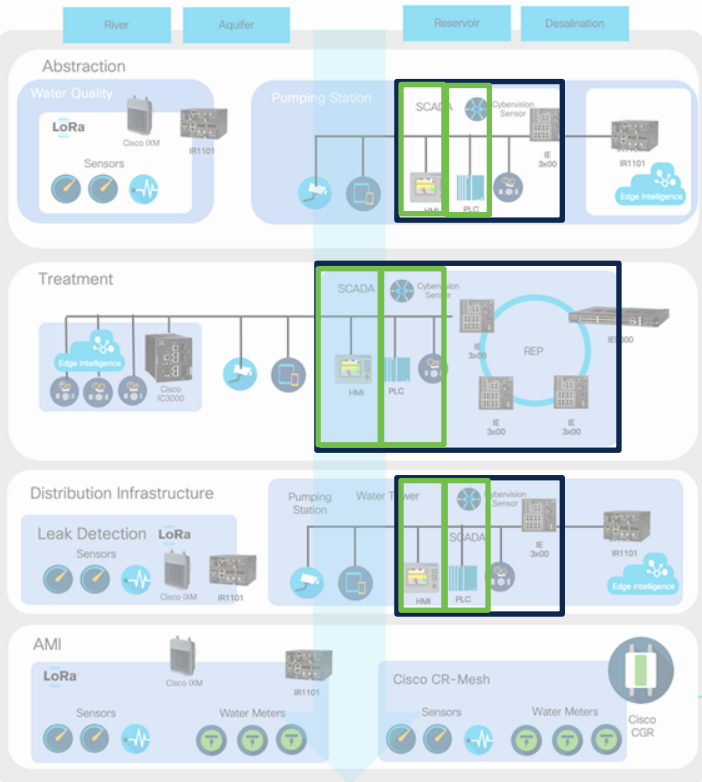 River
Aquifer
Reservoir
Desalination
Abstraction
Water Quality
LoRa
Cisco IXM
IR1101
Sensors
Pumping Station
SCADA
Cybervision
Sensor
IE
3x00
HMI
PLC
IR1101
Edge Intelligence
Treatment
Edge Intelligence
Cisco
IC3000
SCADA
Cybervision
Sensor
HMI
PLC
IE
3x00
REP
IE
3x00
IE
3x00
Distribution Infrastructure
Leak Detection
LoRa
Sensors
Cisco IXM
IR1101
Pumping
Station
Water Tower
Cybervision
Sensor
SCADA
HMI
PLC
IE
3x00
IR1101
Edge Intelligence
AMI
LoRa
Cisco IXM
IR1101
Sensors
Water Meters
Cisco CR-Mesh
Sensors
Water Meters
Cisco
CGR